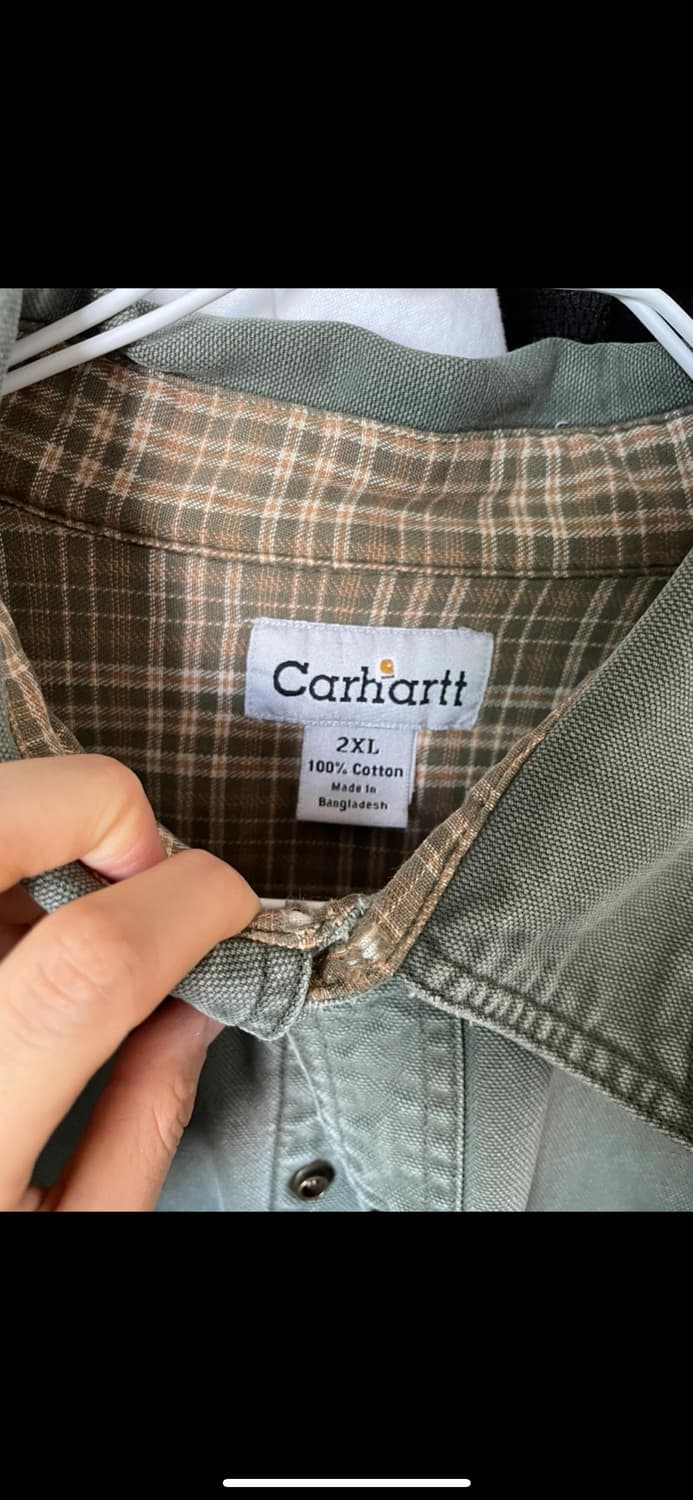 Carhartt
2XL
100% Cotton
Made In
Bangladesh